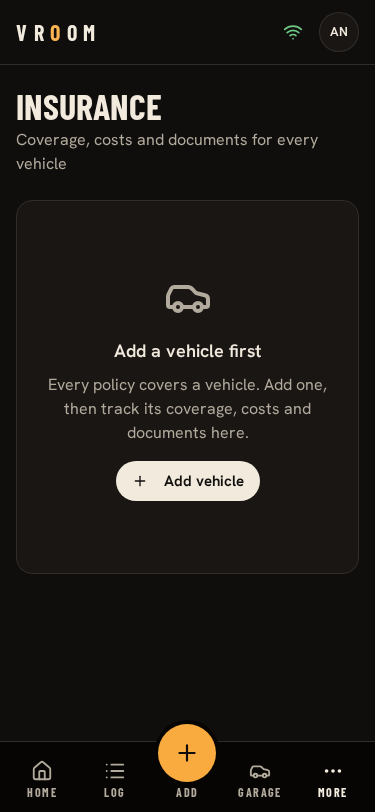 VROOM
AN
INSURANCE
Coverage, costs and documents for every
vehicle
Add a vehicle first
Every policy covers a vehicle. Add one,
then track its coverage, costs and
documents here.
Add vehicle
HOME
LOG
ADD
GARAGE
MORE